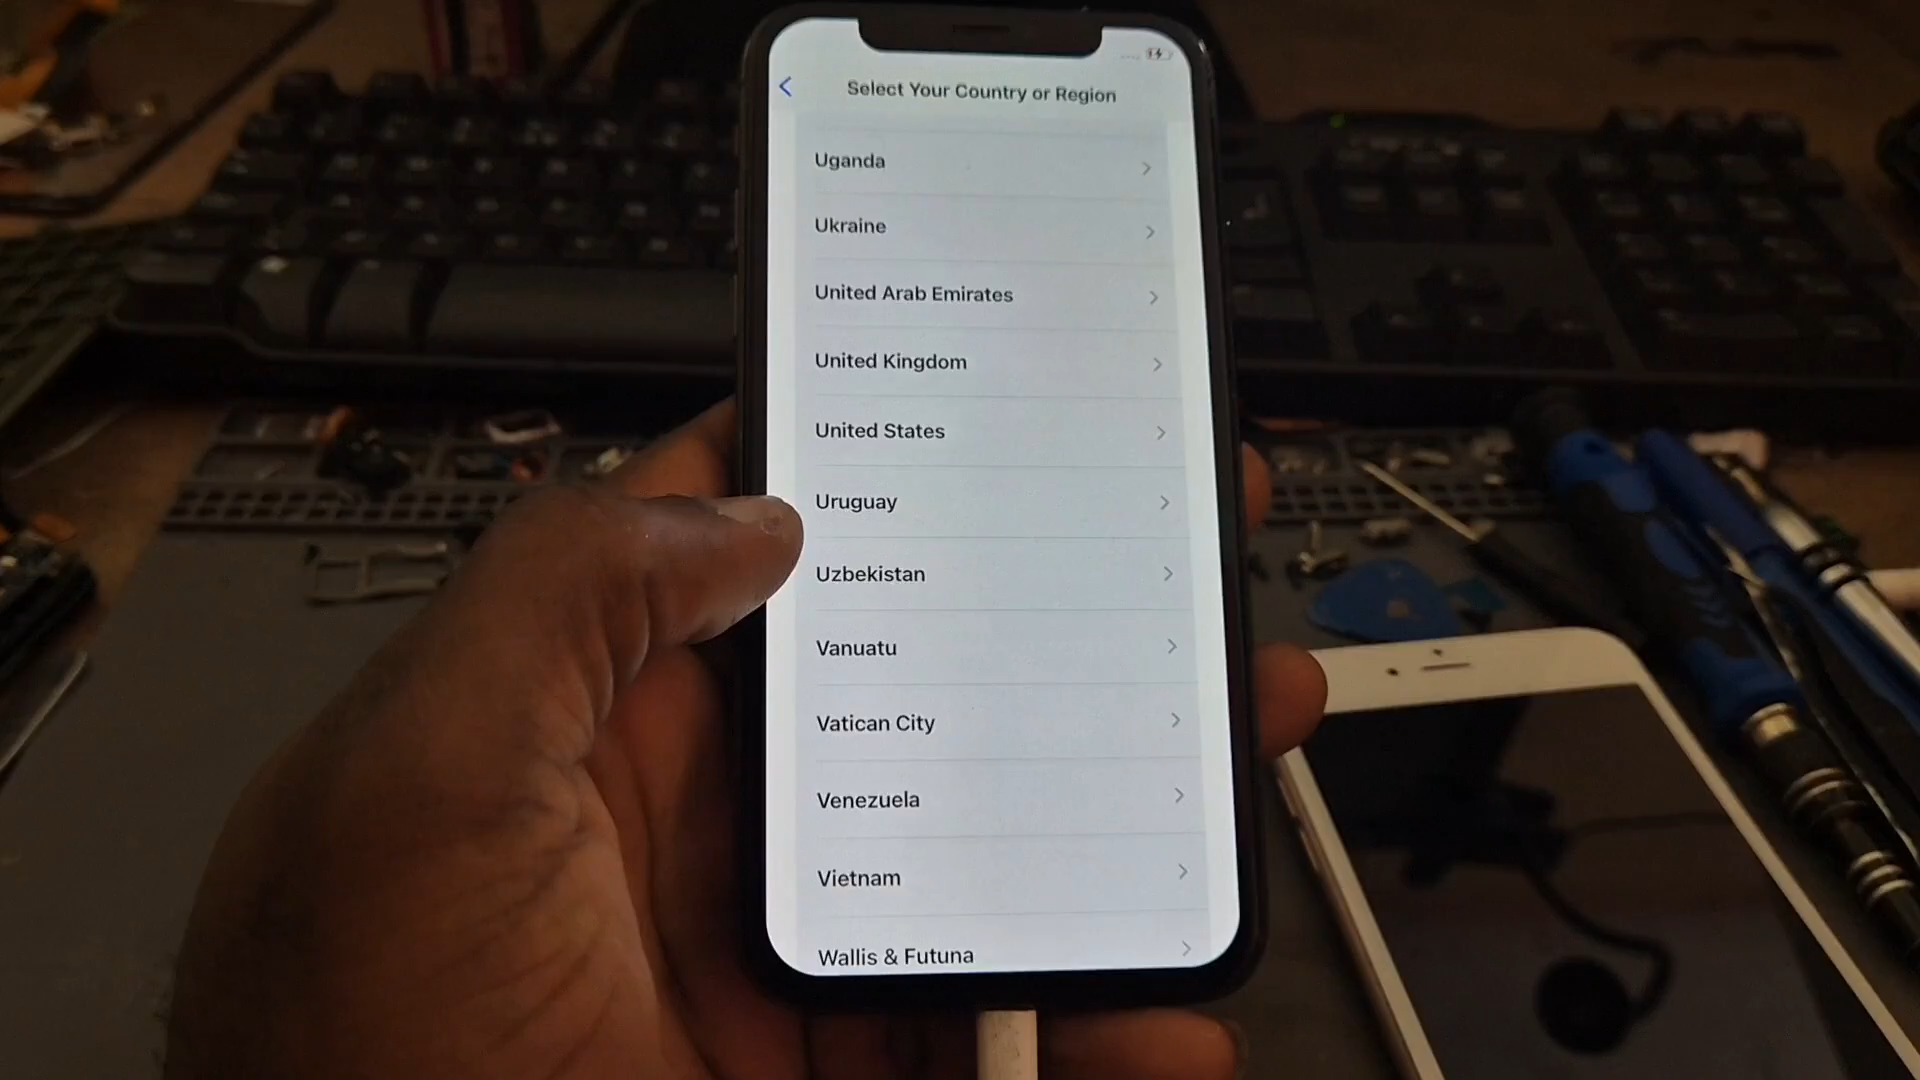 Select Your Country or Region
Uganda
Ukraine
United Arab Emirates
United Kingdom
United States
Uruguay
Uzbekistan
Vanuatu
Vatican City
Venezuela
Vietnam
Wallis & Futuna